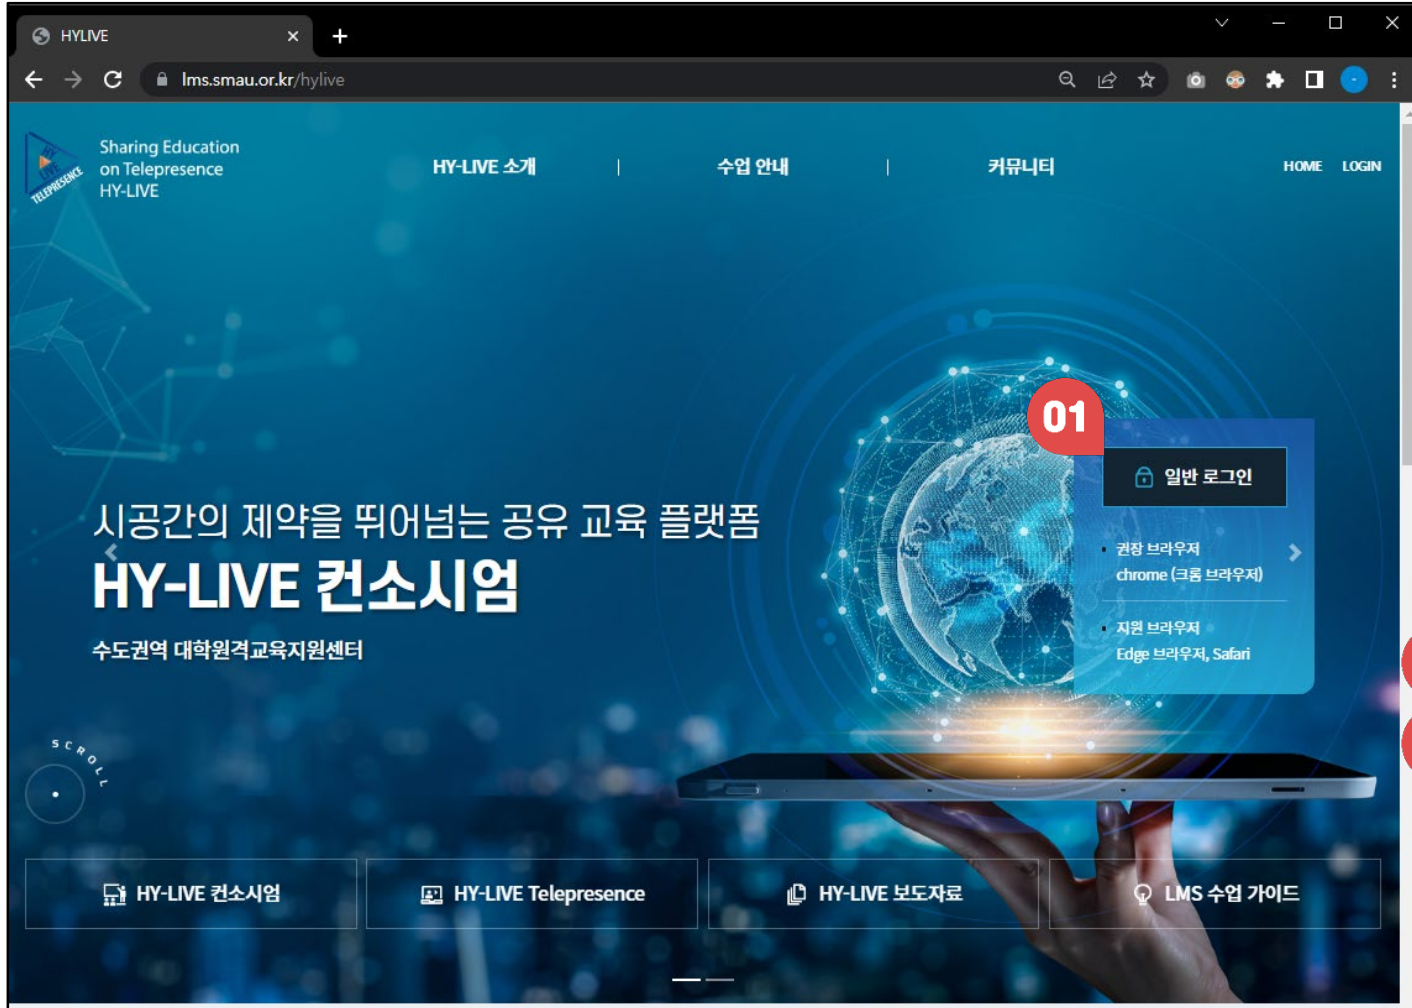 HYLIVE
lms.smau.or.kr/hylive
HY-LIVE
TELEPRESENCE
Sharing Education
on Telepresence
HY-LIVE
HY-LIVE 소개
수업 안내
커뮤니티
HOME
LOGIN
01
일반 로그인
권장 브라우저
chrome (크롬 브라우저)
지원 브라우저
Edge 브라우저, Safari
시공간의 제약을 뛰어넘는 공유 교육 플랫폼
HY-LIVE 컨소시엄
수도권역 대학원격교육지원센터
SCROLL
HY-LIVE 컨소시엄
HY-LIVE Telepresence
HY-LIVE 보도자료
LMS 수업 가이드